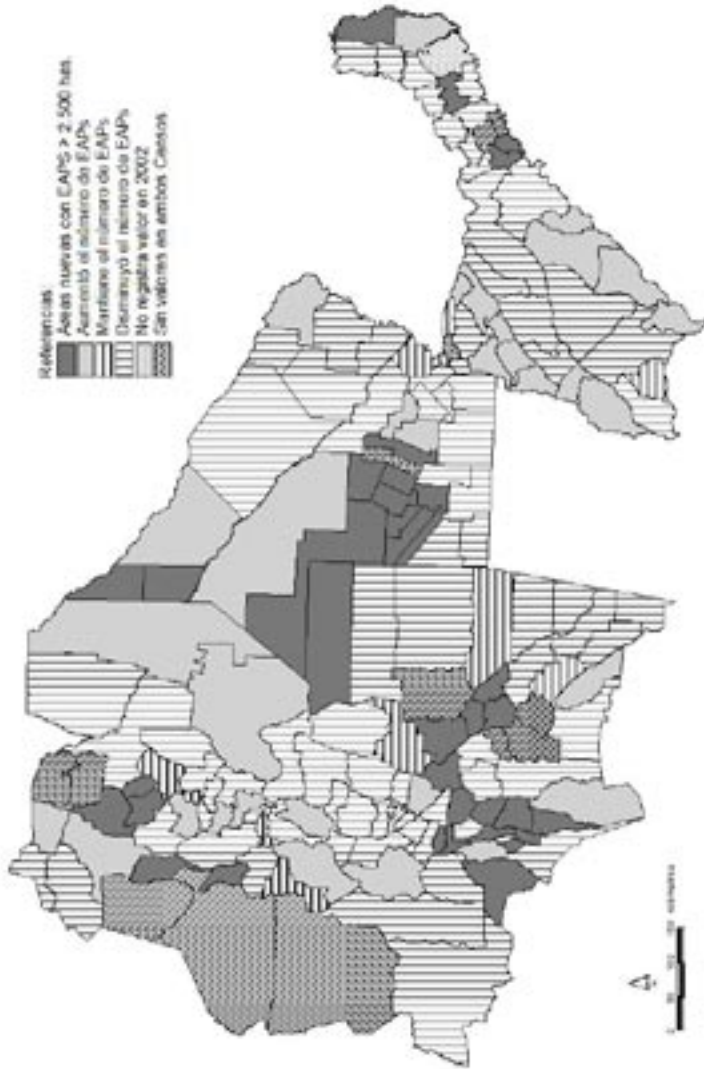 Referencias
Areas nuevas con EAPS > 2.500 has.
Aumentó el número de EAPs
Mantiene el número de EAPs
Disminuyó el número de EAPs
No registra valor en 2002
Sin valores en ambos Censos